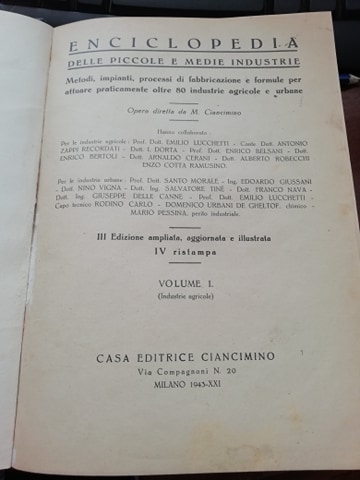 ENCICLOPEDIA
DELLE PICCOLE E MEDIE INDUSTRIE
Metodi, impianti, processi di fabbricazione e formule per
attuare praticamente oltre 80 industrie agricole e urbane
Opera diretta da M. Ciancimino
Hanno collaborato:
Per le industrie agricole - Prof. Dott. EMILIO LUCCHETTI - Conte Dott. ANTONIO
ZAPPI RECORDATI - Dott. I. DORTA - Prof. Dott. ENRICO BELSANI - Dott.
ENRICO BERTOLI - Dott. ARNALDO CERANI - Dott. ALBERTO ROBECCHI
ENZO COTTA RAMUSINO.
Per le industrie urbane - Prof. Dott. SANTO MORALE - Ing. EDOARDO GIUSSANI
- Dott. NINO VIGNA - Dott. Ing. SALVATORE TINÈ - Dott. FRANCO NAVA -
Dott. Ing. GIUSEPPE DELLE CANNE - Prof. Dott. EMILIO LUCCHETTI -
Capo tecnico RODINO CARLO - DOMENICO URBANI DE GHELTOF, chimico -
MARIO PESSINA, perito industriale.
III Edizione ampliata, aggiornata e illustrata
IV ristampa
VOLUME I.
(Industrie agricole)
CASA EDITRICE CIANCIMINO
Via Compagnoni N. 20
MILANO 1943-XXI